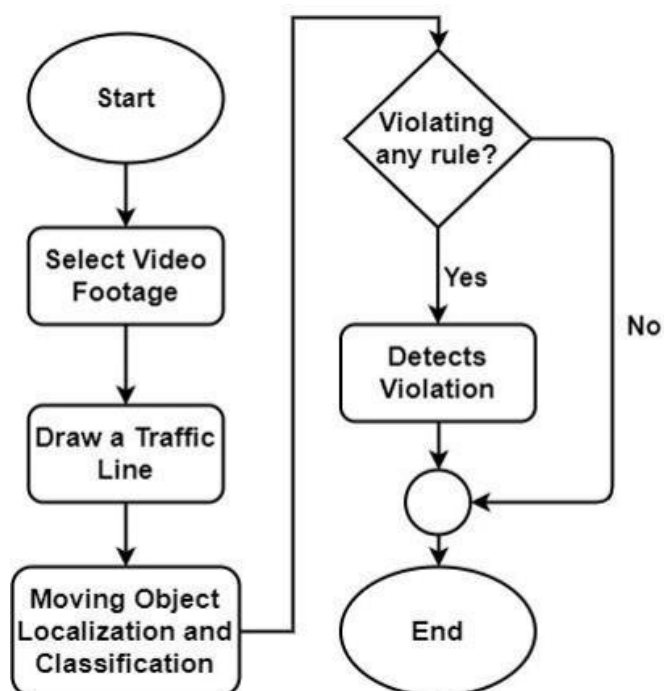 Start
Select Video
Footage
Draw a Traffic
Line
Moving Object
Localization and
Classification
Violating
any rule?
Yes
No
Detects
Violation
End